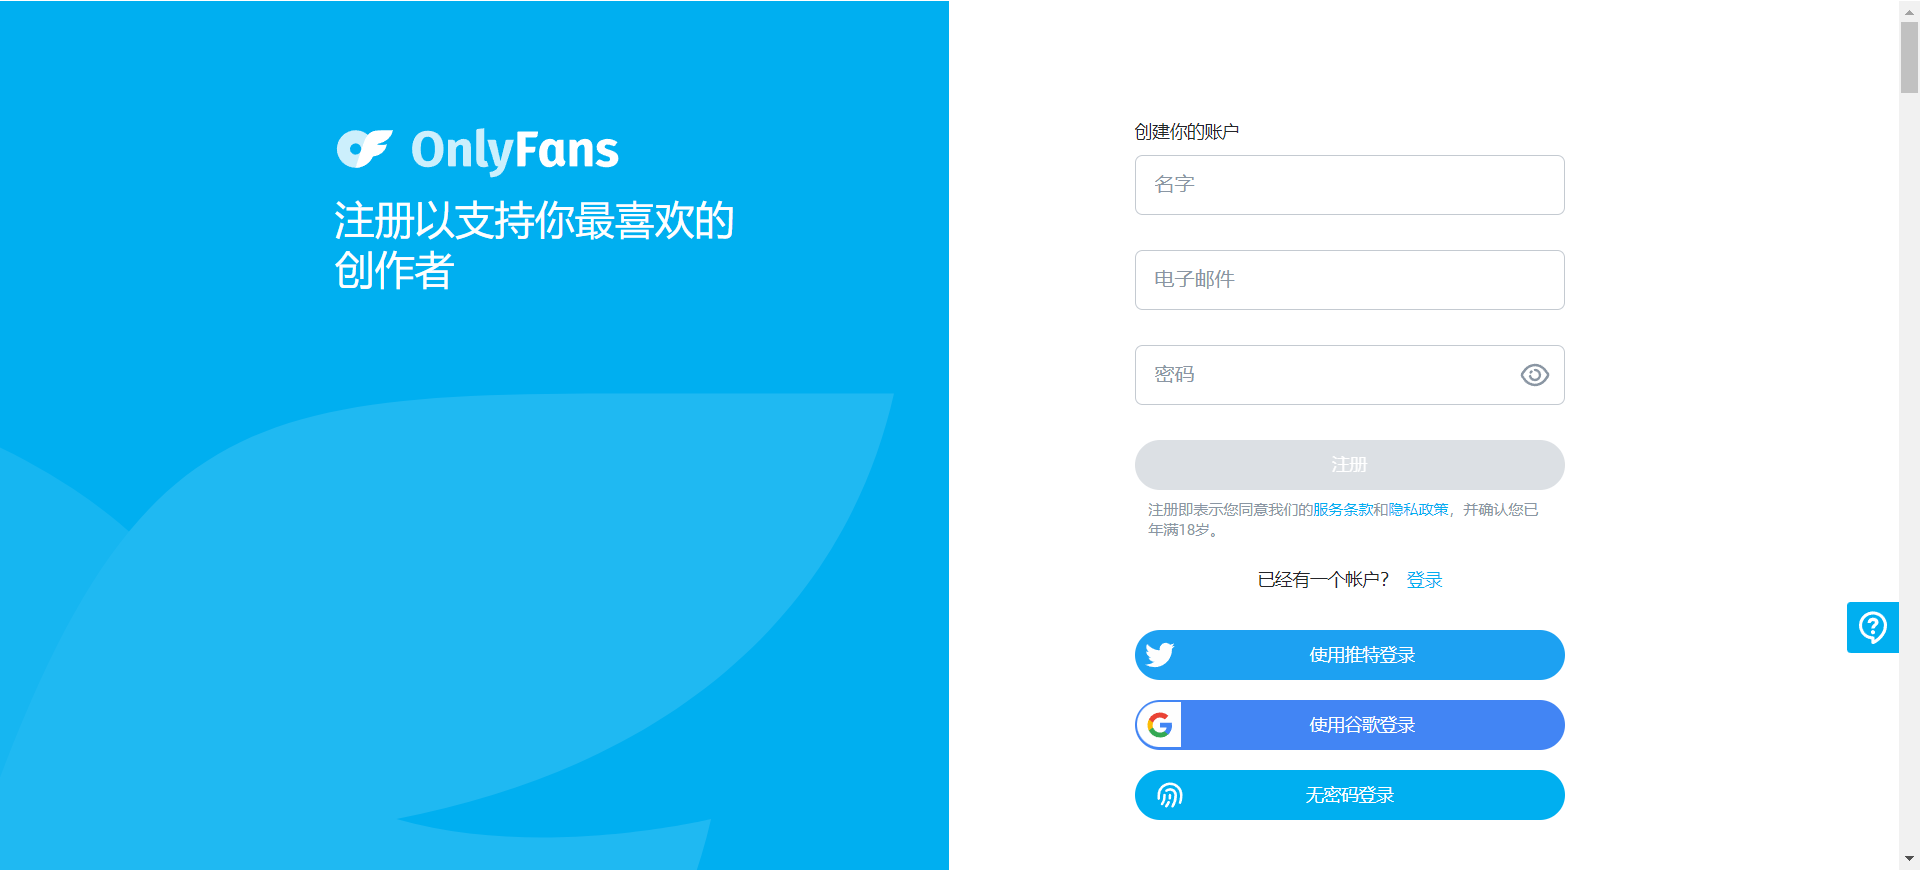 OnlyFans
注册以支持你最喜欢的
创作者
创建你的账户
名字
电子邮件
密码
注册
注册即表示您同意我们的服务条款和隐私政策，并确认您已
年满18岁。
已经有一个帐户？ 登录
使用推特登录
使用谷歌登录
无密码登录